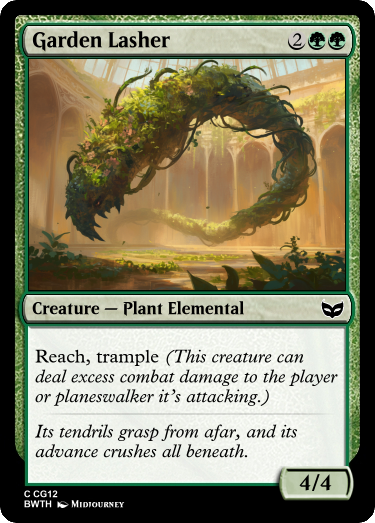 Garden Lasher 2
Creature — Plant Elemental
Reach, trample (This creature can
deal excess combat damage to the player
or planeswalker it's attacking.)
Its tendrils grasp from afar, and its
advance crushes all beneath.
4/4
C CG12
BWTH Midjourney